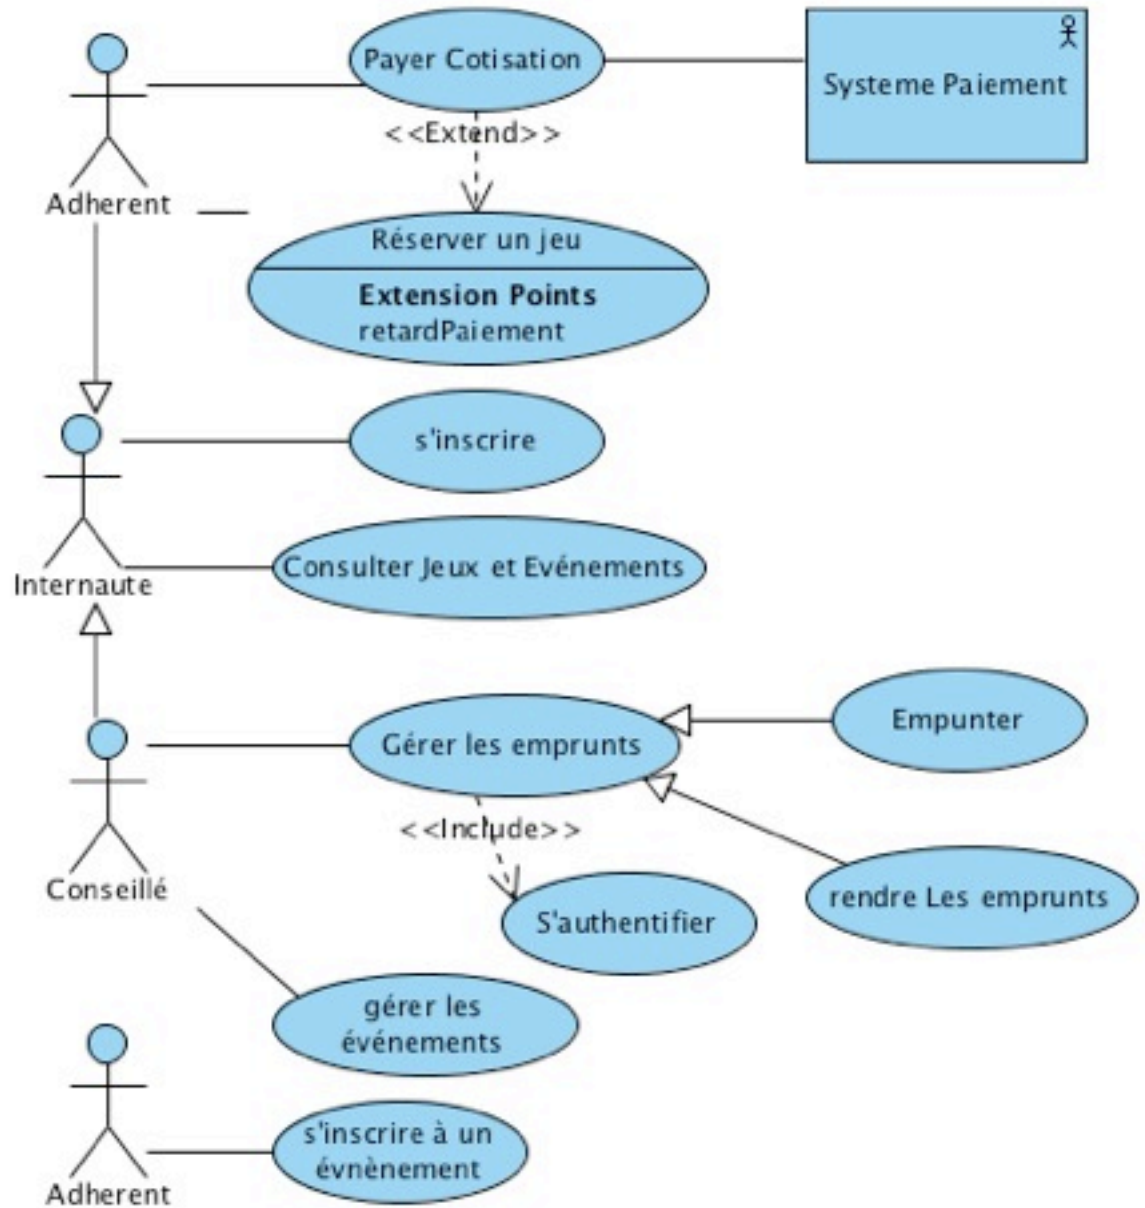 Payer Cotisation
Systeme Paiement
<<Extend>>
Adherent
Réserver un jeu
Extension Points
retardPaiement
s'inscrire
Consulter Jeux et Evénements
Internaute
Empunter
Gérer les emprunts
<<Include>>
Conseillé
rendre Les emprunts
S'authentifier
gérer les
événements
s'inscrire à un
évnènement
Adherent